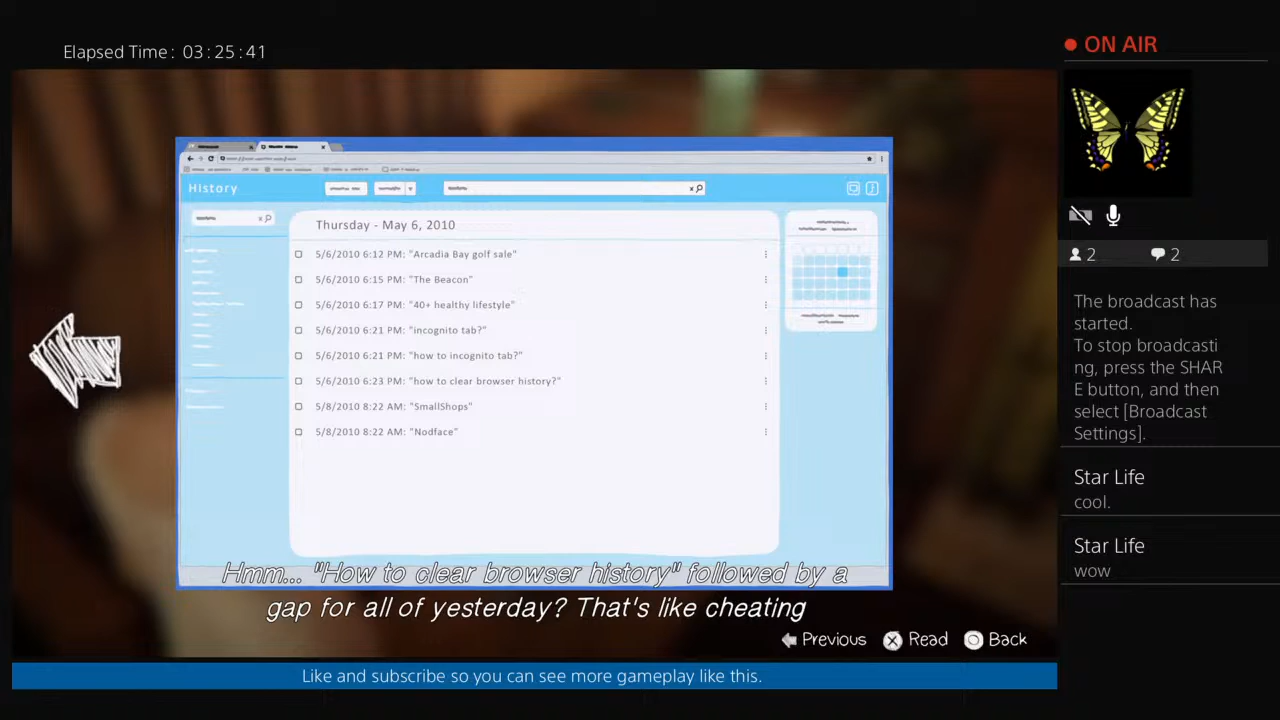 Elapsed Time: 03:25:41
ON AIR
2
2
The broadcast has
started.
To stop broadcasti
ng, press the SHAR
E button, and then
select [Broadcast
Settings].
Star Life
cool.
Star Life
wow
History
Thursday - May 6, 2010
5/6/2010 6:12 PM: "Arcadia Bay golf sale"
5/6/2010 6:15 PM: "The Beacon"
5/6/2010 6:17 PM: "40+ healthy lifestyle"
5/6/2010 6:21 PM: "incognito tab?"
5/6/2010 6:21 PM: "how to incognito tab?"
5/6/2010 6:23 PM: "how to clear browser history?"
5/8/2010 8:22 AM: "SmallShops"
5/8/2010 8:22 AM: "Nodface"
Hmm... "How to clear browser history" followed by a
gap for all of yesterday? That's like cheating
Previous
Read
Back
Like and subscribe so you can see more gameplay like this.